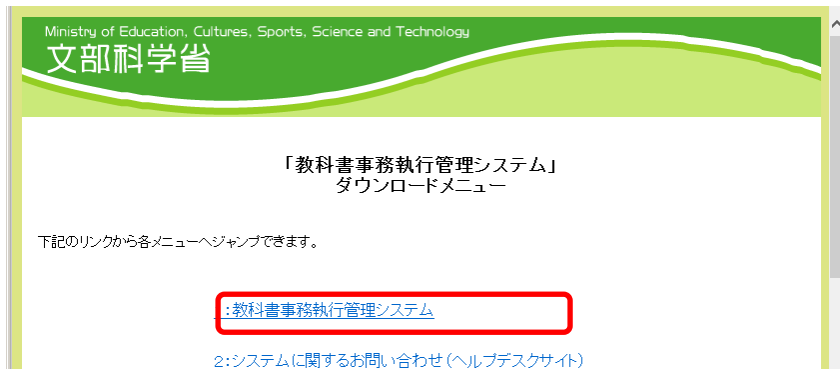 Ministry of Education, Cultures, Sports, Science and Technology
文部科学省
「教科書事務執行管理システム」
ダウンロードメニュー
下記のリンクから各メニューへジャンプできます。
：教科書事務執行管理システム
２：システムに関するお問い合わせ（ヘルプデスクサイト）